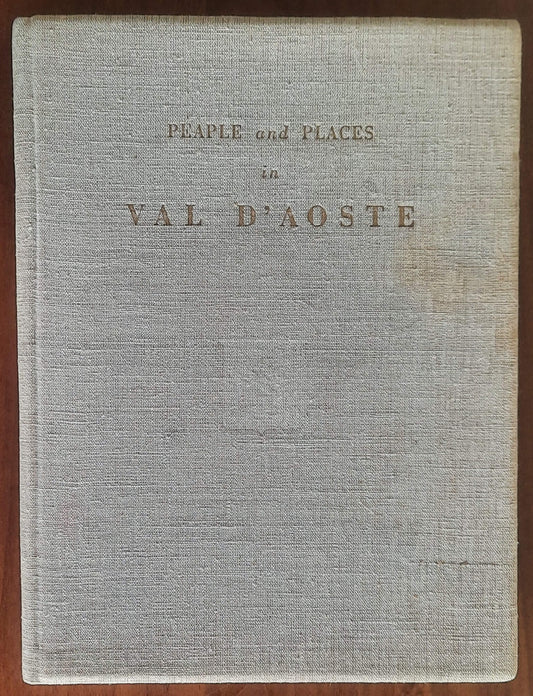 PEAPLE and PLACES
in
VAL D'AOSTE